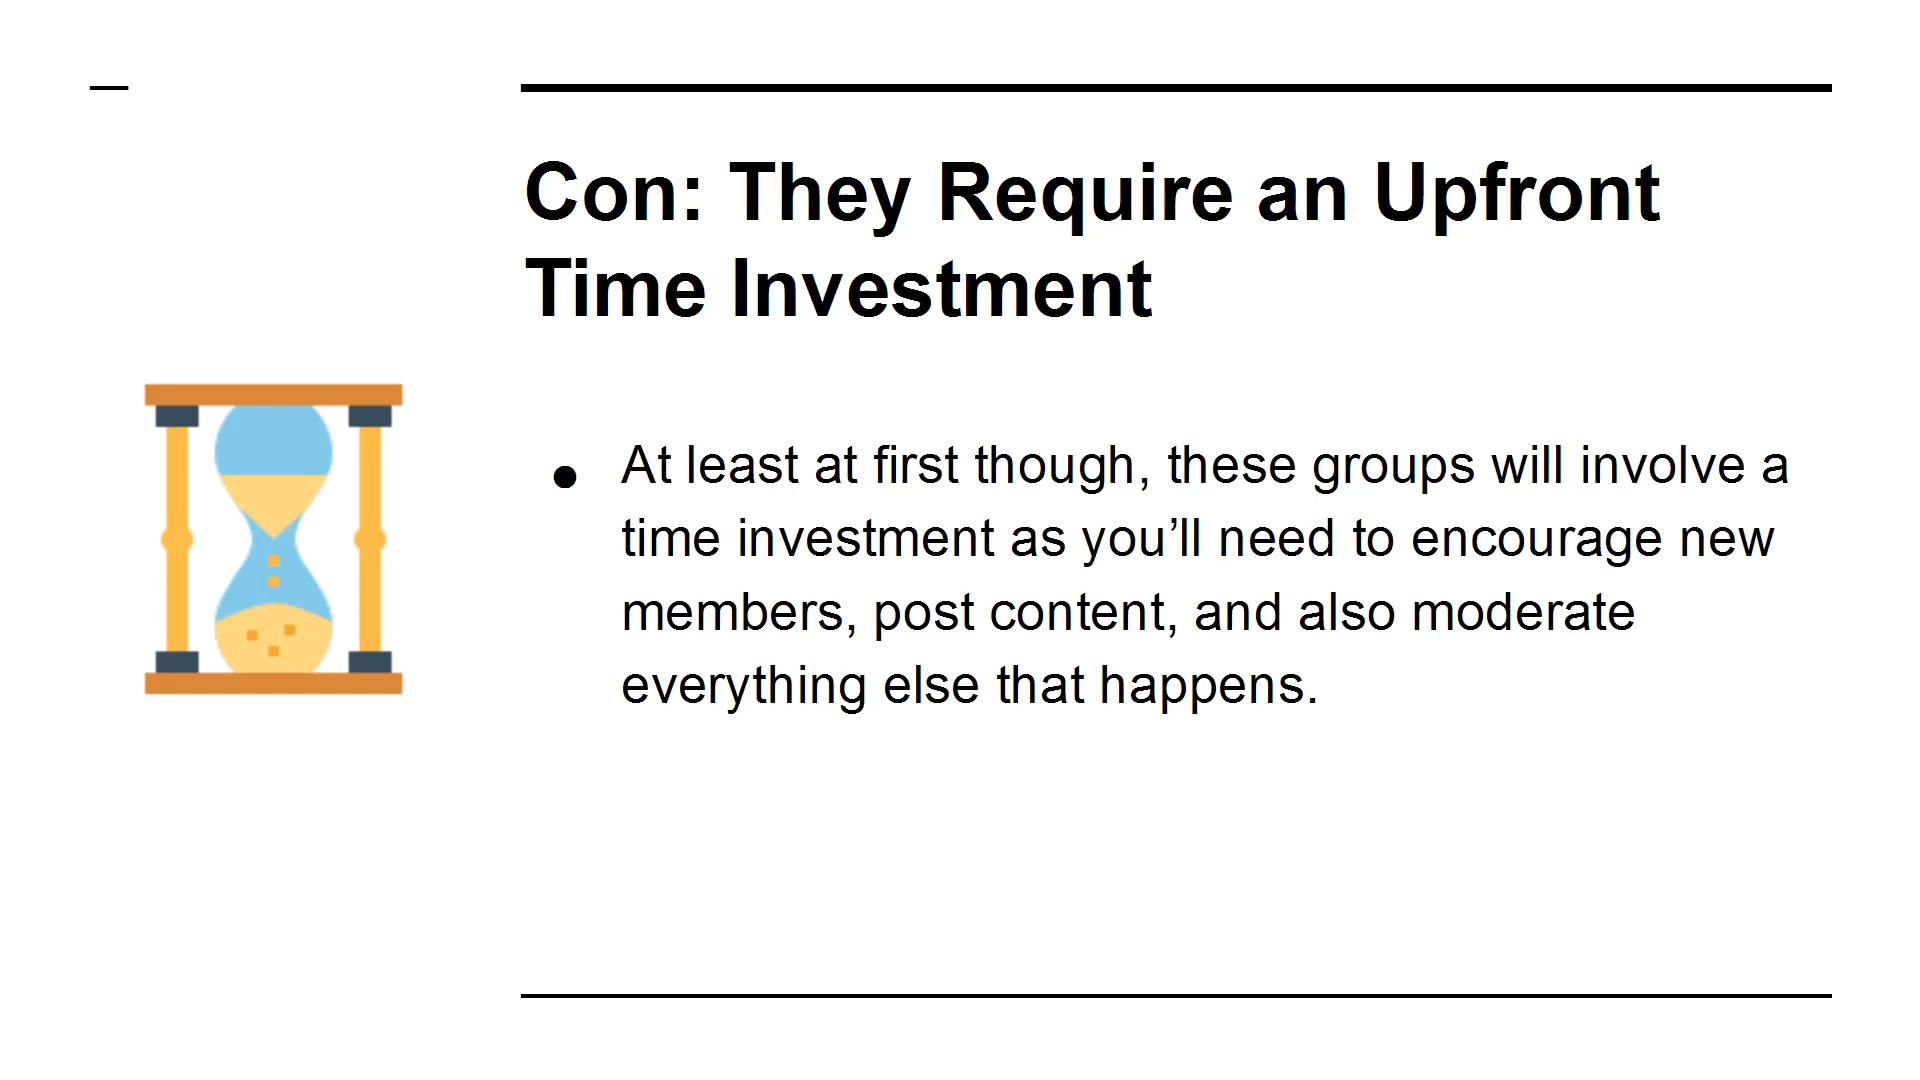 Con: They Require an Upfront
Time Investment
● At least at first though, these groups will involve a
time investment as you’ll need to encourage new
members, post content, and also moderate
everything else that happens.